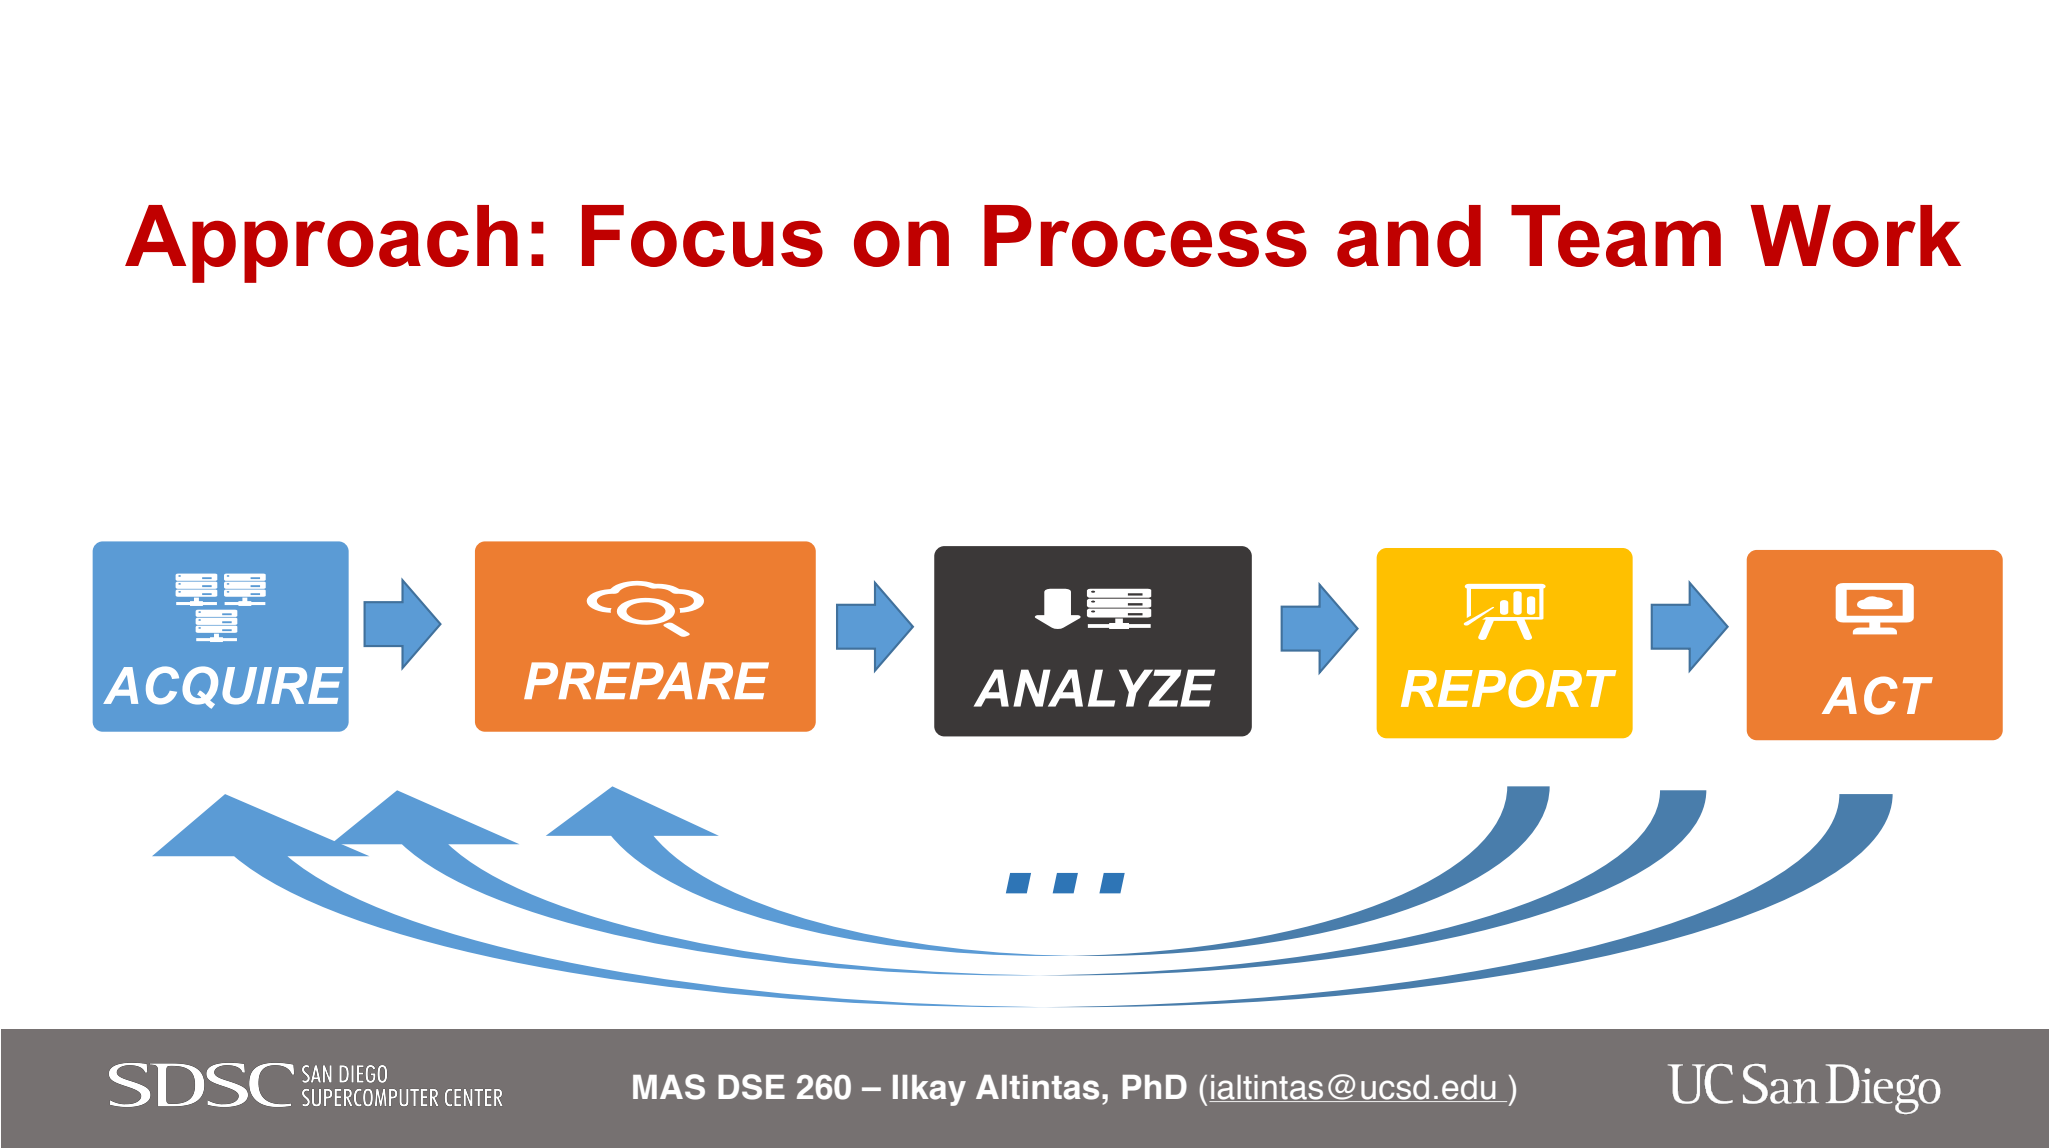 Approach: Focus on Process and Team Work
ACQUIRE
PREPARE
ANALYZE
REPORT
ACT
...
SDSC SAN DIEGO
SUPERCOMPUTER CENTER
MAS DSE 260 – Ilkay Altintas, PhD (ialtintas@ucsd.edu )
UC San Diego